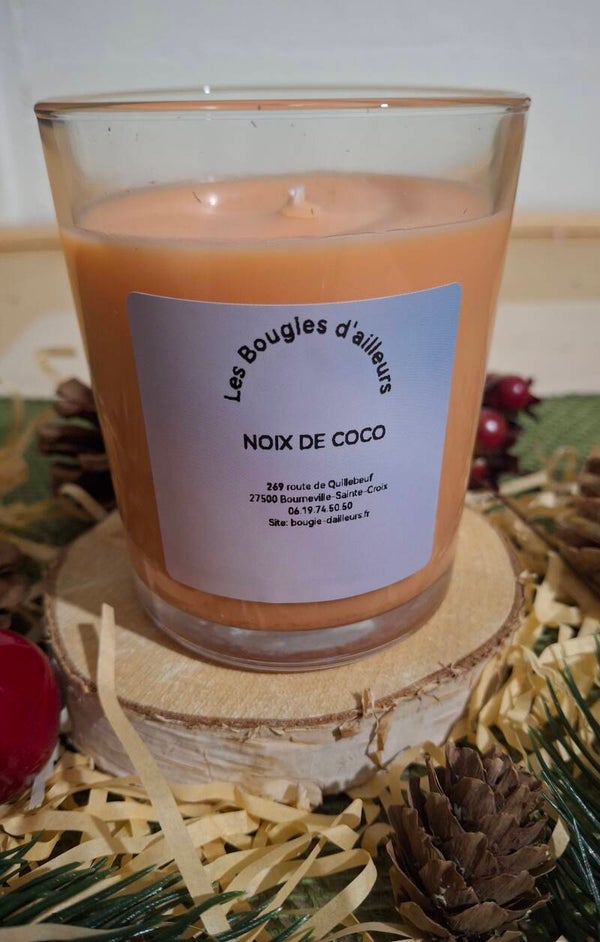 Les Bougies d'ailleurs
NOIX DE COCO
269 route de Quillebeuf
27500 Bourneville-Sainte-Croix
06.19.74.50.50
Site: bougie-dailleurs.fr